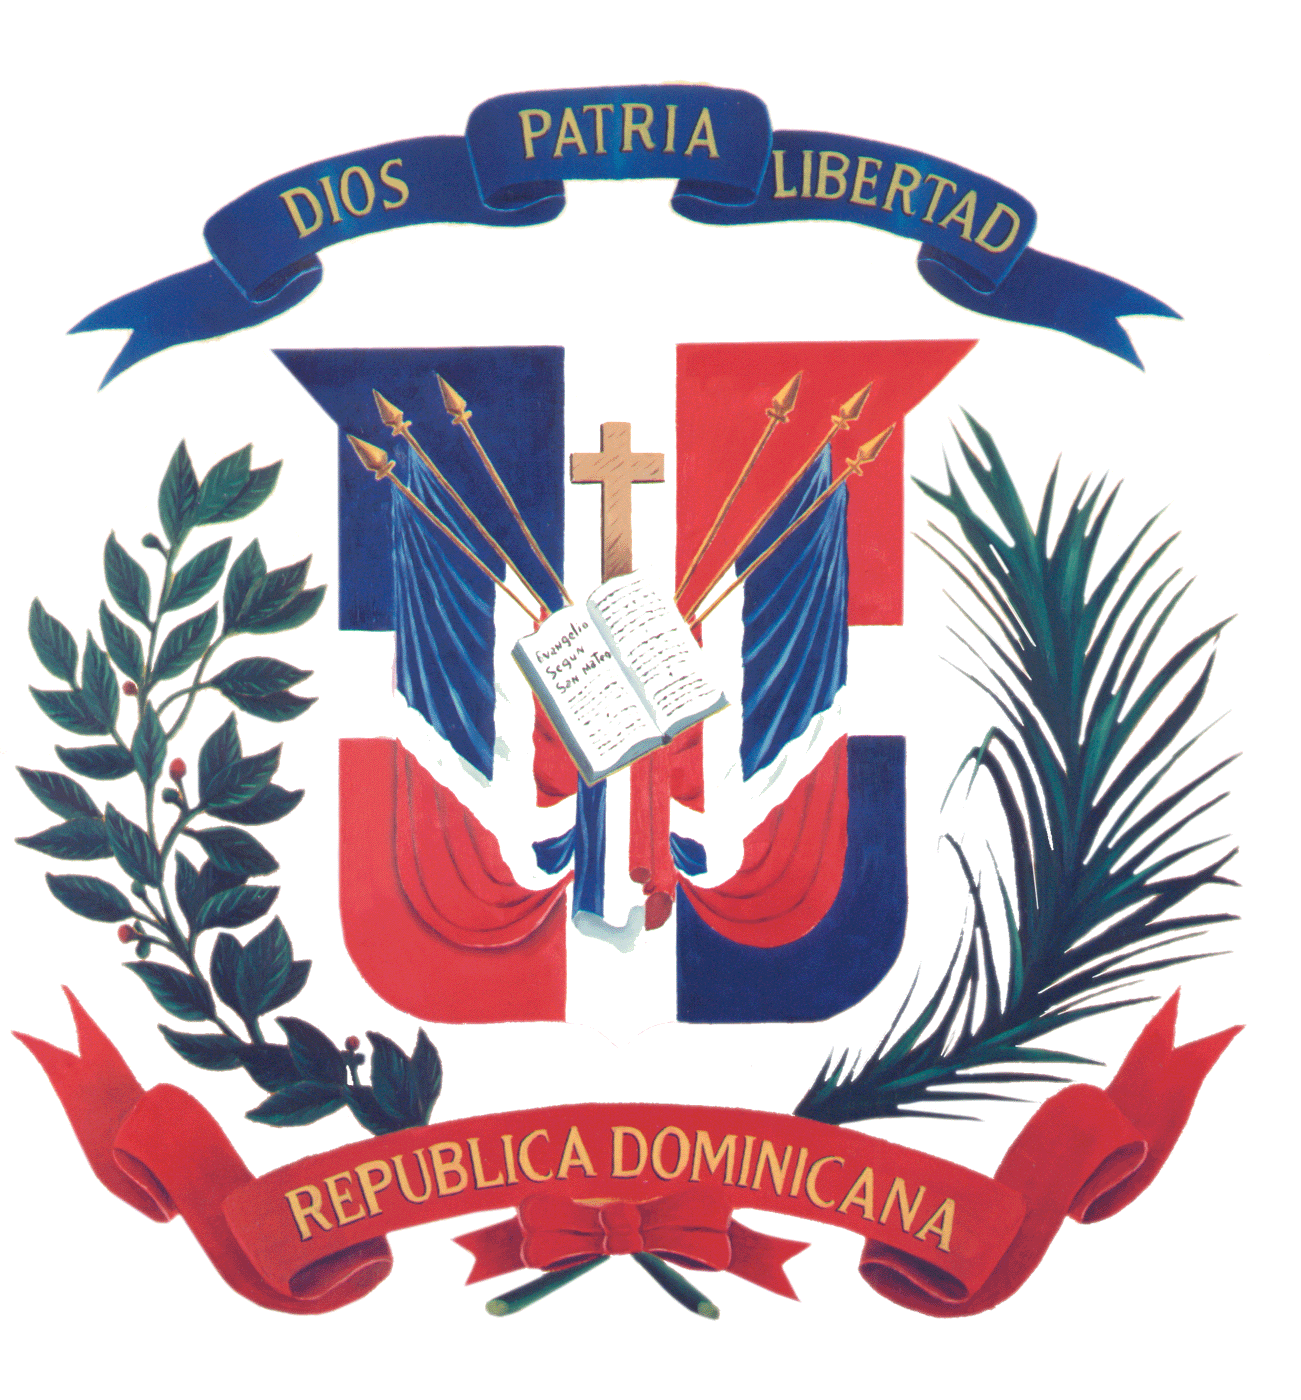 DIOS PATRIA LIBERTAD
Evangelio
Segun
San Mateo
REPUBLICA DOMINICANA